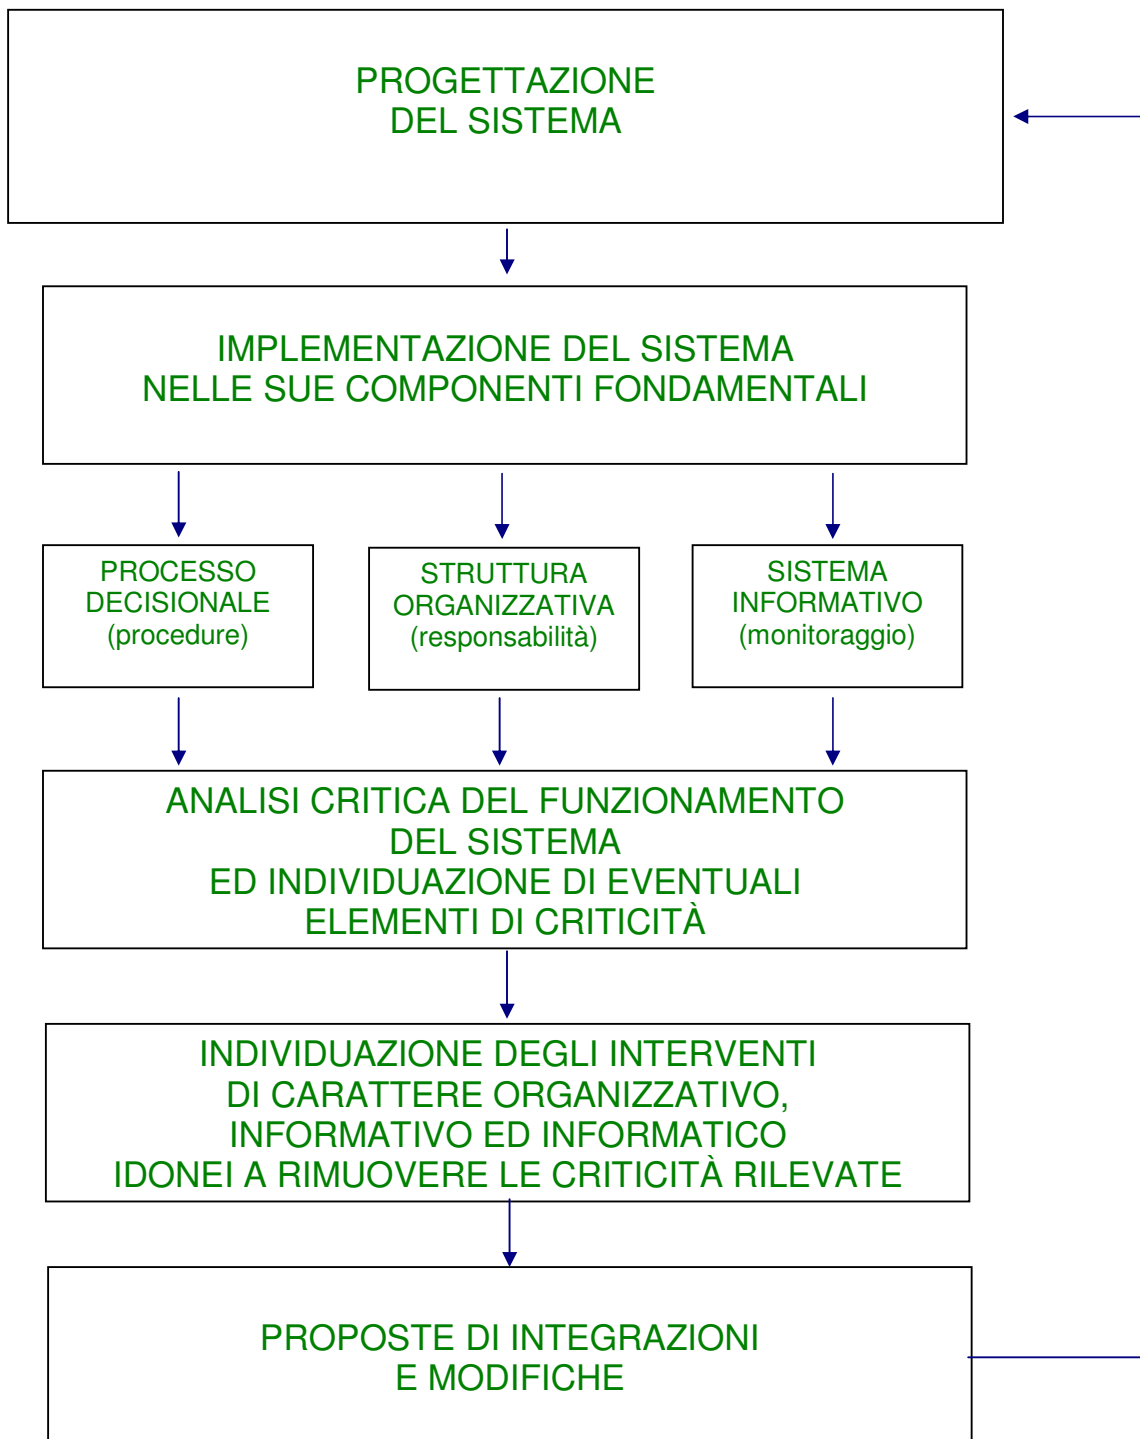 PROGETTAZIONE
DEL SISTEMA
IMPLEMENTAZIONE DEL SISTEMA
NELLE SUE COMPONENTI FONDAMENTALI
PROCESSO
DECISIONALE
(procedure)
STRUTTURA
ORGANIZZATIVA
(responsabilità)
SISTEMA
INFORMATIVO
(monitoraggio)
ANALISI CRITICA DEL FUNZIONAMENTO
DEL SISTEMA
ED INDIVIDUAZIONE DI EVENTUALI
ELEMENTI DI CRITICITÀ
INDIVIDUAZIONE DEGLI INTERVENTI
DI CARATTERE ORGANIZZATIVO,
INFORMATIVO ED INFORMATICO
IDONEI A RIMUOVERE LE CRITICITÀ RILEVATE
PROPOSTE DI INTEGRAZIONI
E MODIFICHE